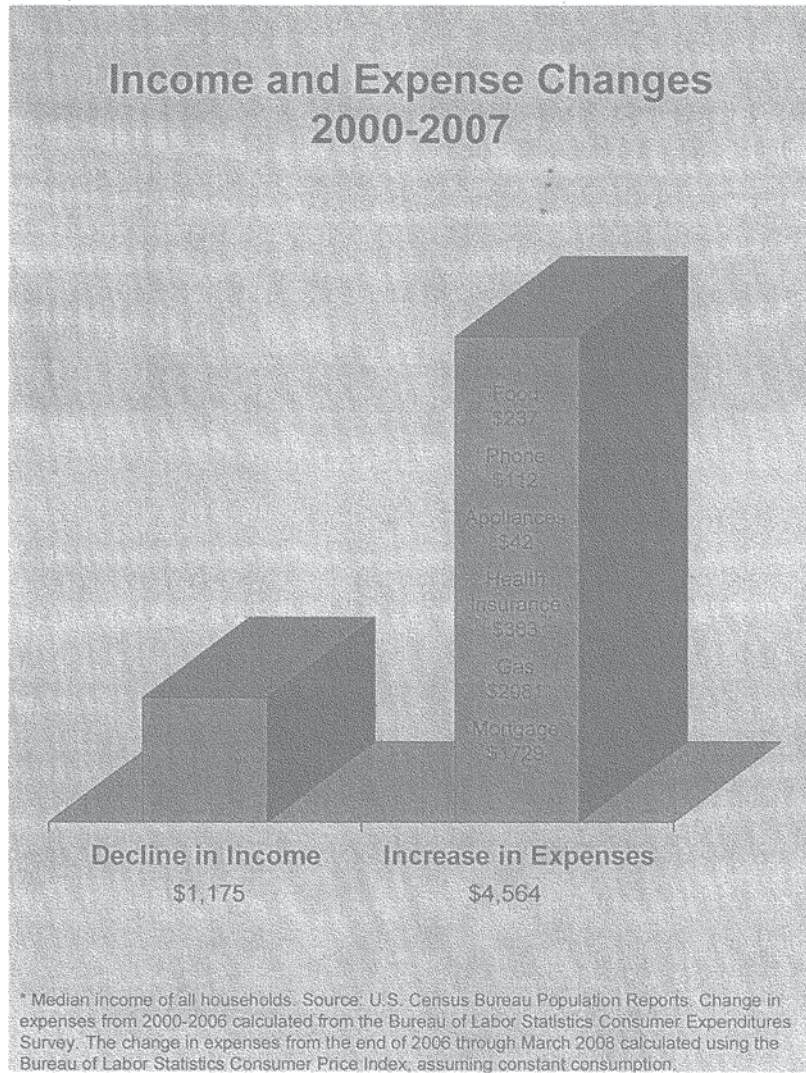 Income and Expense Changes
2000-2007
Food
$237
Phone
$112
Appliances
$42
Health
Insurance
$363
Gas
$2081
Mortgage
$1729
Decline in Income
Increase in Expenses
$1,175
$4,564
* Median income of all households. Source: U.S. Census Bureau Population Reports. Change in
expenses from 2000-2006 calculated from the Bureau of Labor Statistics Consumer Expenditures
Survey. The change in expenses from the end of 2006 through March 2008 calculated using the
Bureau of Labor Statistics Consumer Price Index, assuming constant consumption.